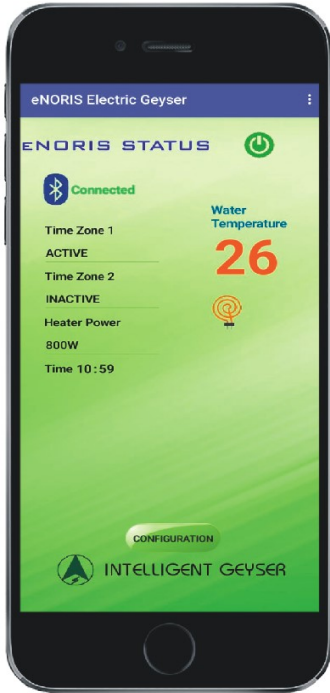 eNORIS Electric Geyser
ENORIS STATUS
Connected
Water
Temperature
26
Time Zone 1
ACTIVE
Time Zone 2
INACTIVE
Heater Power
800W
Time 10:59
CONFIGURATION
INTELLIGENT GEYSER